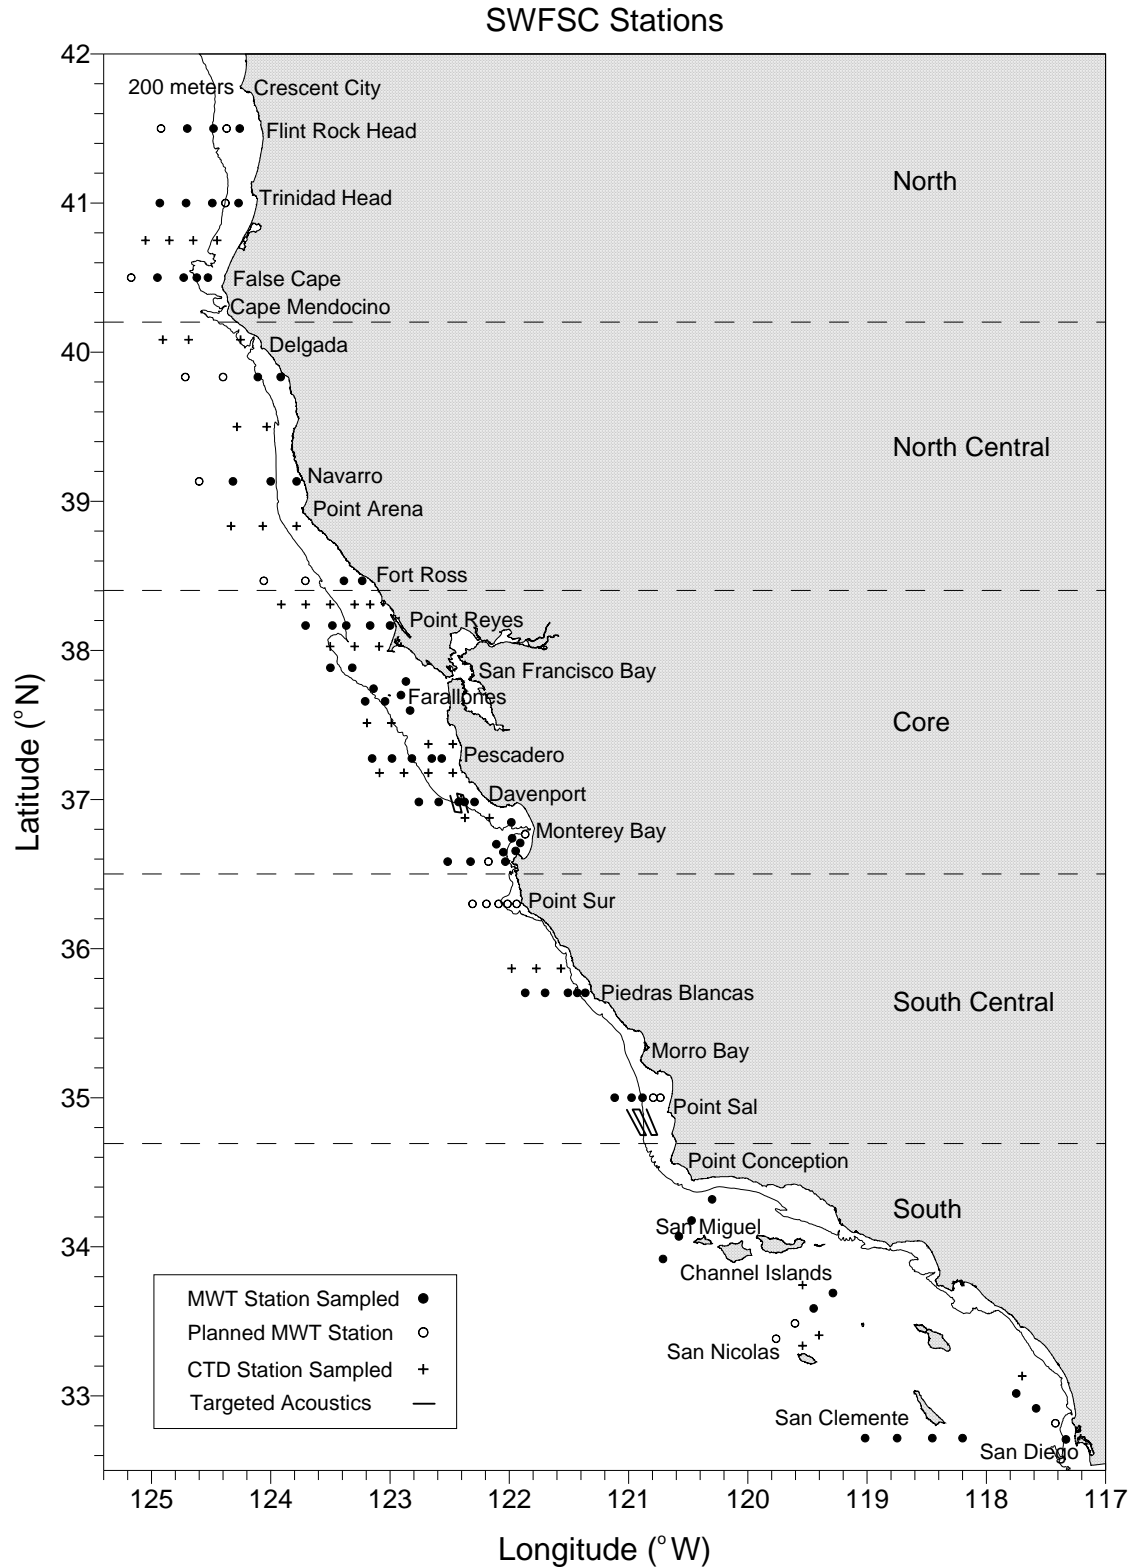 SWFSC Stations
42
200 meters
Crescent City
Flint Rock Head
North
Trinidad Head
41
False Cape
Cape Mendocino
Delgada
40
North Central
Navarro
39
Point Arena
Fort Ross
Point Reyes
38
San Francisco Bay
Farallones
Core
Pescadero
Davenport
37
Monterey Bay
Point Sur
36
Piedras Blancas
South Central
Morro Bay
35
Point Sal
Point Conception
South
San Miguel
34
Channel Islands
MWT Station Sampled
Planned MWT Station
San Nicolas
CTD Station Sampled
Targeted Acoustics
33
San Clemente
San Diego
125 124 123 122 121 120 119 118 117
Latitude (°N)
Longitude (°W)